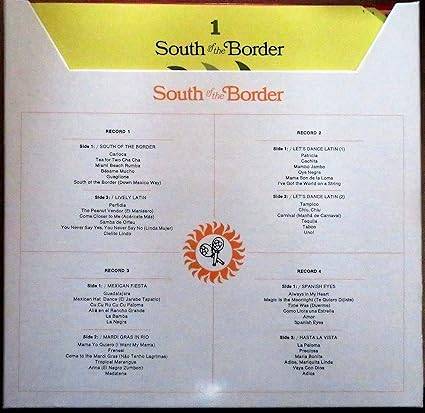 1
South of the Border
South of the Border
RECORD 1
Side 1: / SOUTH OF THE BORDER
Carioca
Tea for Two Cha Cha
Miami Beach Rumba
Bésame Mucho
Guaglione
South of the Border (Down Mexico Way)
Side 2: / LIVELY LATIN
Perfidia
The Peanut Vendor (El Manisero)
Come Closer to Me (Acércate Más)
Samba de Orfeu
You Never Say Yes, You Never Say No (Linda Mujer)
Cielito Lindo
RECORD 2
Side 1: / LET'S DANCE LATIN (1)
Patricia
Cachita
Mambo Jambo
Oye Negra
Mama Son de la Loma
I've Got the World on a String
Side 2: / LET'S DANCE LATIN (2)
Tampico
Chiu, Chiu
Carnival (Manhã de Carnaval)
Tequila
Taboo
Uno!
RECORD 3
Side 1: / MEXICAN FIESTA
Guadalajara
Mexican Hat Dance (El Jarabe Tapatio)
Cu Cu Rú Cu Cu Paloma
Allá en el Rancho Grande
La Bamba
La Negra
Side 2: / MARDI GRAS IN RIO
Mama Yo Quiero (I Want My Mama)
Frenesí
Come to the Mardi Gras (Não Tenho Lagrimas)
Tropical Merengue
Anna (El Negro Zumbon)
Madalena
RECORD 4
Side 1: / SPANISH EYES
Always in My Heart
Magic is the Moonlight (Te Quiero Dijiste)
Time Was (Duerme)
Como Llora una Estrella
Amor
Spanish Eyes
Side 2: / HASTA LA VISTA
La Paloma
Preciosa
Maria Bonita
Adios, Mariquita Linda
Vaya Con Dios
Adios